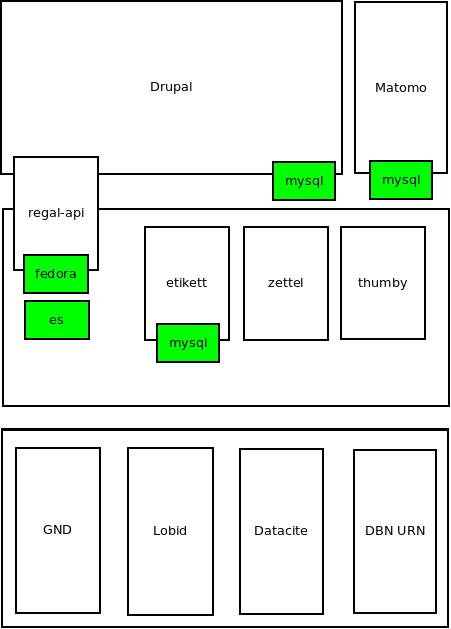 Drupal
Matomo
mysql
mysql
regal-api
fedora
es
etikett
zettel
thumby
mysql
GND
Lobid
Datacite
DBN URN